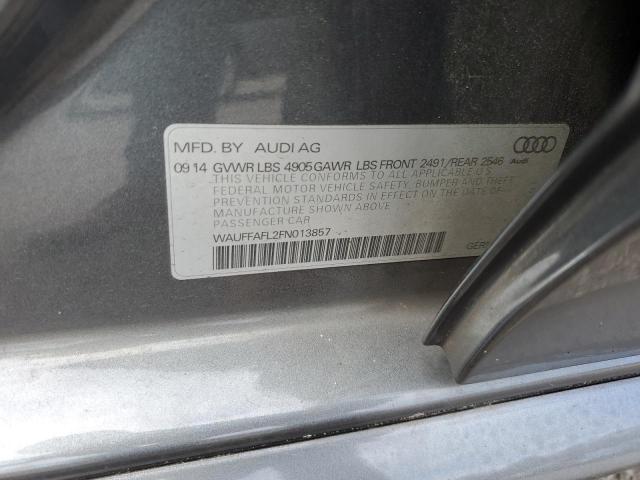 MFD. BY AUDI AG
09 14 GVWR LBS 4905 GAWR LBS FRONT 2491/REAR 2546
Audi
THIS VEHICLE CONFORMS TO ALL APPLICABLE U.S.
FEDERAL MOTOR VEHICLE SAFETY, BUMPER AND THEFT
PREVENTION STANDARDS IN EFFECT ON THE DATE OF
MANUFACTURE SHOWN ABOVE.
PASSENGER CAR
WAUFFAFL2FN013857